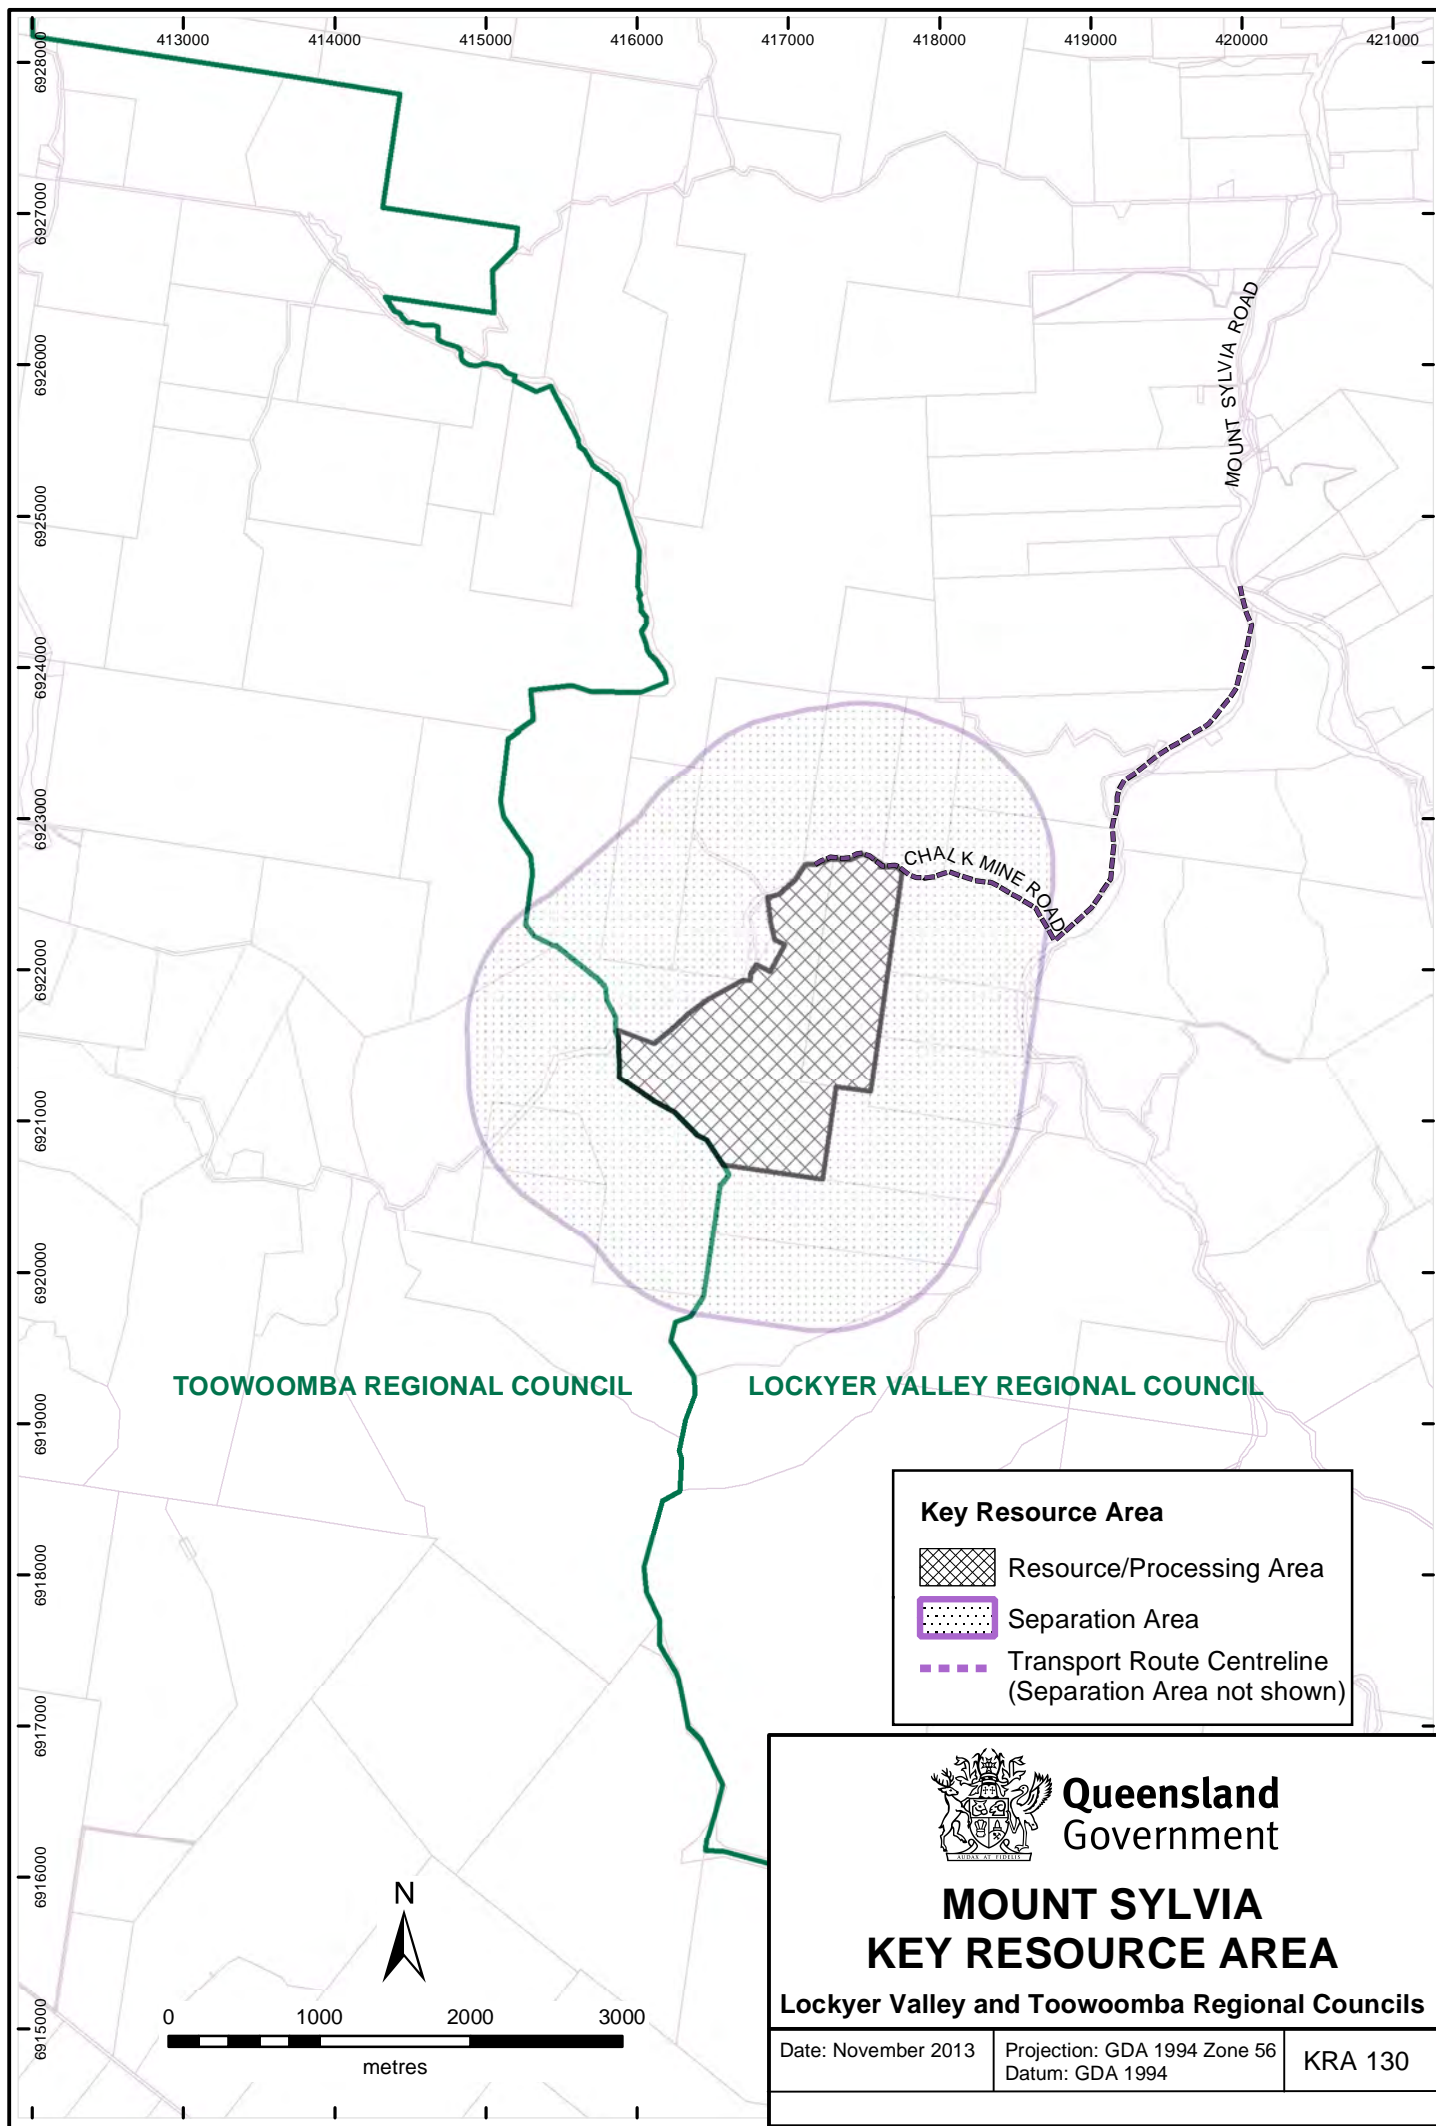 413000
414000
415000
416000
417000
418000
419000
420000
421000
6928000
6927000
6926000
6925000
6924000
6923000
6922000
6921000
6920000
6919000
6918000
6917000
6916000
6915000
MOUNT SYLVIA ROAD
CHALK MINE ROAD
TOOWOOMBA REGIONAL COUNCIL
LOCKYER VALLEY REGIONAL COUNCIL
Key Resource Area
Resource/Processing Area
Separation Area
Transport Route Centreline
(Separation Area not shown)
N
0 1000 2000 3000
metres
AUDAX AT FIDELIS
Queensland
Government
MOUNT SYLVIA
KEY RESOURCE AREA
Lockyer Valley and Toowoomba Regional Councils
Date: November 2013
Projection: GDA 1994 Zone 56
Datum: GDA 1994
KRA 130